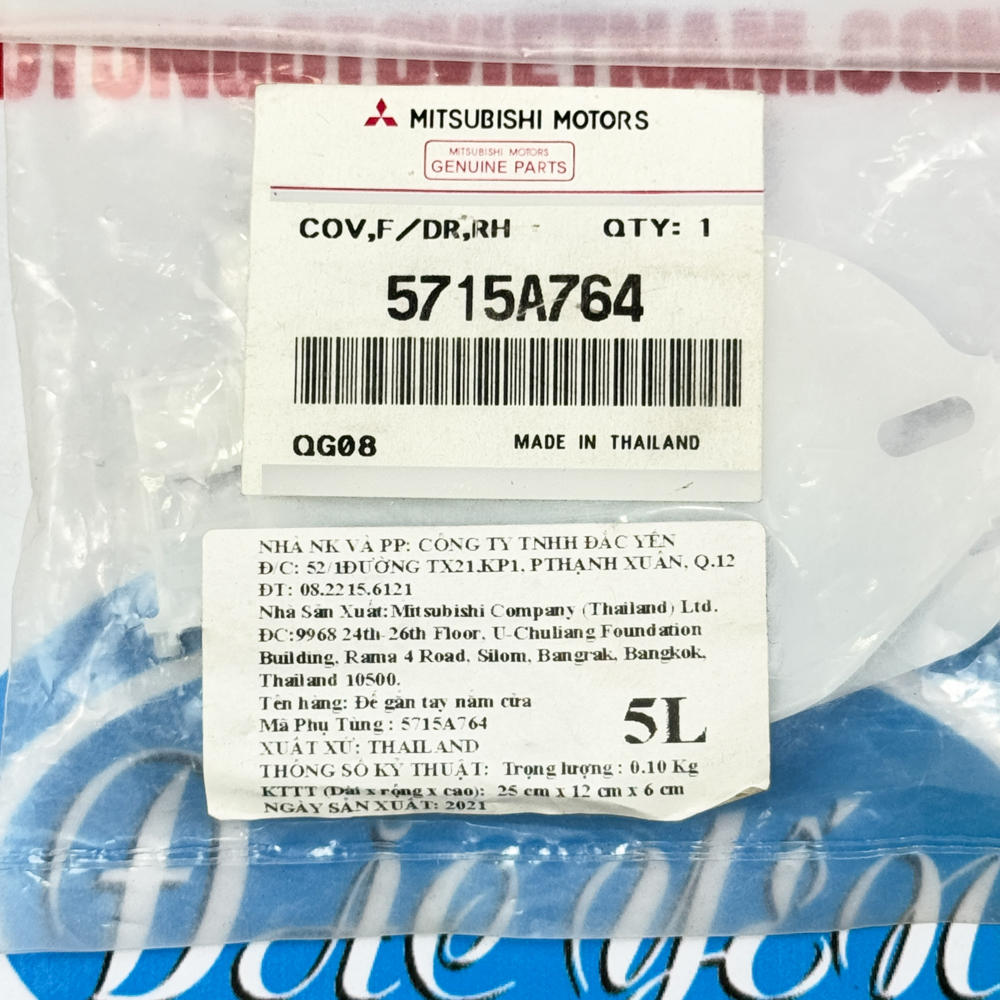 MITSUBISHI MOTORS
MITSUBISHI MOTORS
GENUINE PARTS
COV,F/DR,RH QTY: 1
5715A764
QG08 MADE IN THAILAND
NHÀ NK VÀ PP: CÔNG TY TNHH ĐẮC YẾN
Đ/C: 52/1ĐƯỜNG TX21,KP1, P.THẠNH XUÂN, Q.12
ĐT: 08.2215.6121
Nhà Sản Xuất:Mitsubishi Company (Thailand) Ltd.
ĐC:9968 24th-26th Floor, U-Chuliang Foundation
Building, Rama 4 Road, Silom, Bangrak, Bangkok,
Thailand 10500.
Tên hàng: Đế gắn tay nắm cửa
Mã Phụ Tùng : 5715A764
5L
XUẤT XỨ: THAILAND
THÔNG SỐ KỸ THUẬT: Trọng lượng : 0.10 Kg
KTTT (Dài x rộng x cao): 25 cm x 12 cm x 6 cm
NGÀY SẢN XUẤT: 2021
Đắc Yến